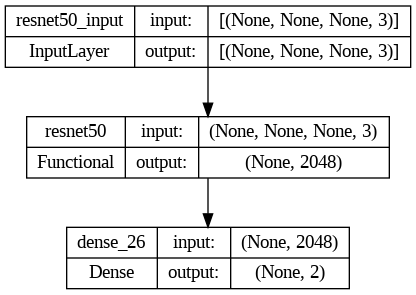 resnet50_input input: [(None, None, None, 3)]
InputLayer output: [(None, None, None, 3)]
resnet50 input: (None, None, None, 3)
Functional output: (None, 2048)
dense_26 input: (None, 2048)
Dense output: (None, 2)